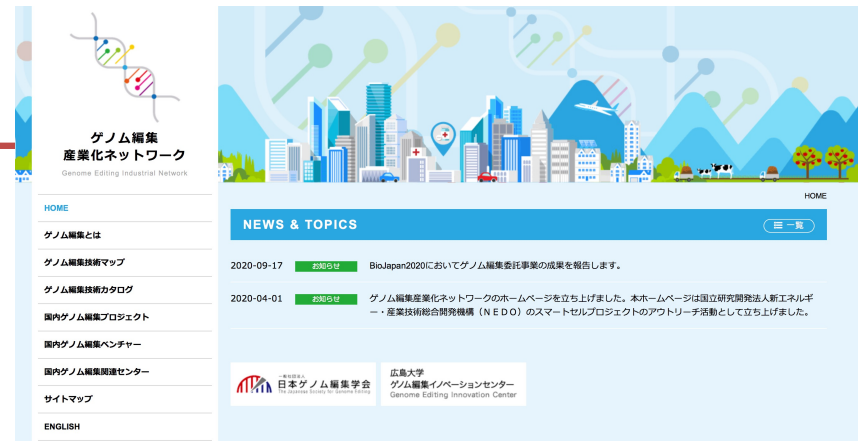 ゲノム編集
産業化ネットワーク
Genome Editing Industrial Network
HOME
ゲノム編集とは
ゲノム編集技術マップ
ゲノム編集技術カタログ
国内ゲノム編集プロジェクト
国内ゲノム編集ベンチャー
国内ゲノム編集関連センター
サイトマップ
ENGLISH
HOME
NEWS & TOPICS
一覧
2020-09-17 お知らせ BioJapan2020においてゲノム編集委託事業の成果を報告します。
2020-04-01 お知らせ ゲノム編集産業化ネットワークのホームページを立ち上げました。本ホームページは国立研究開発法人新エネルギ
ー・産業技術総合開発機構（ＮＥＤＯ）のスマートセルプロジェクトのアウトリーチ活動として立ち上げました。
一般社団法人
日本ゲノム編集学会
The Japanese Society for Genome Editing
広島大学
ゲノム編集イノベーションセンター
Genome Editing Innovation Center